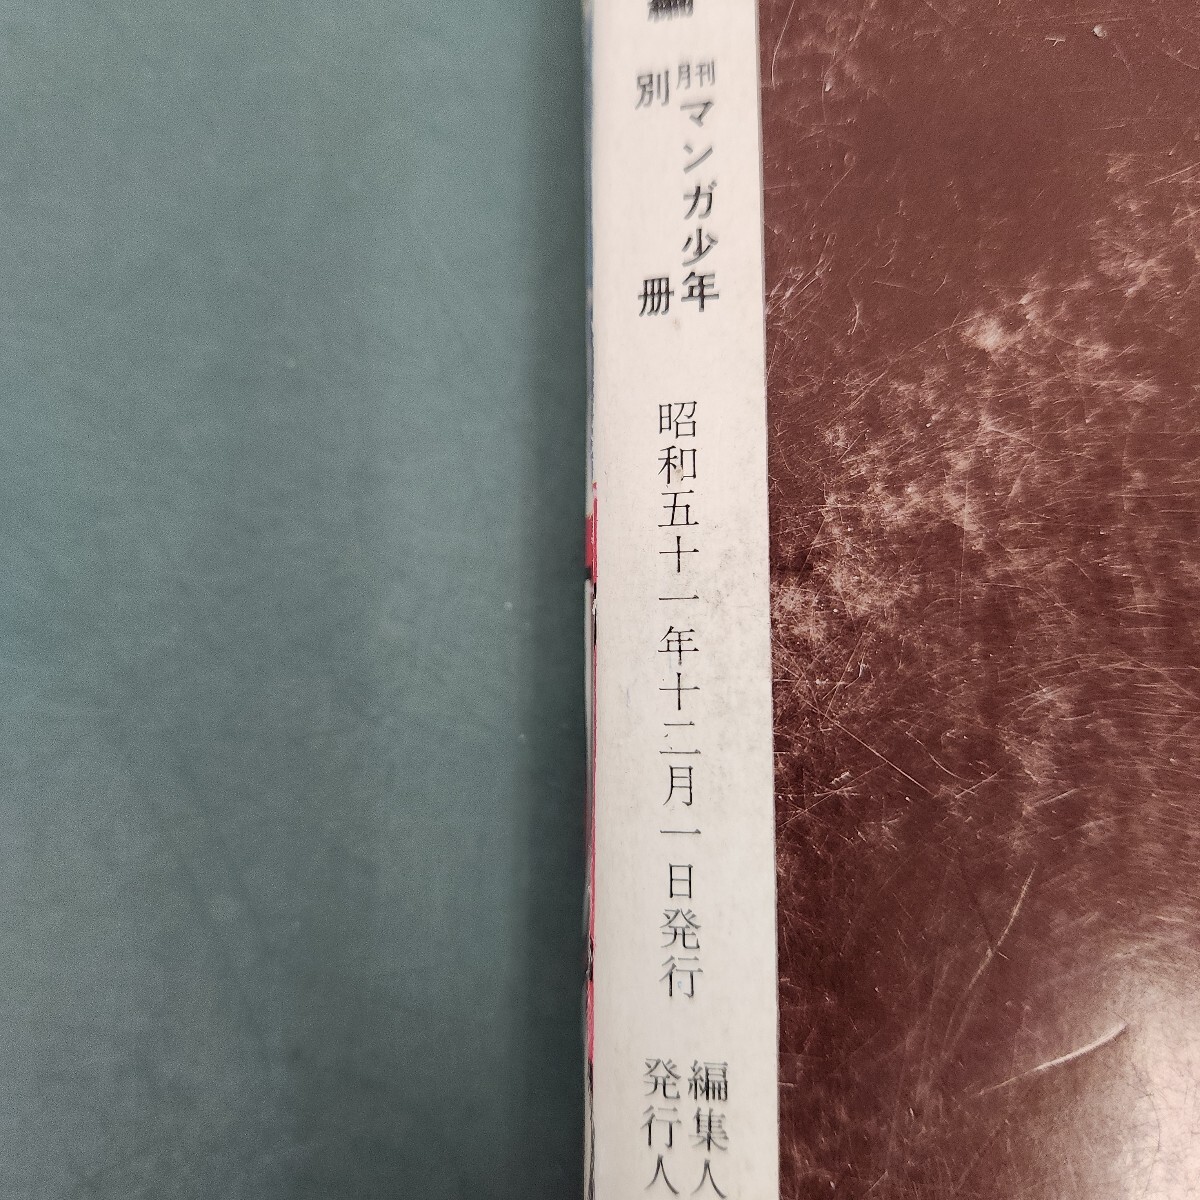 編
月刊マンガ少年
別冊
昭和五十一年十二月一日発行
編集人
発行人